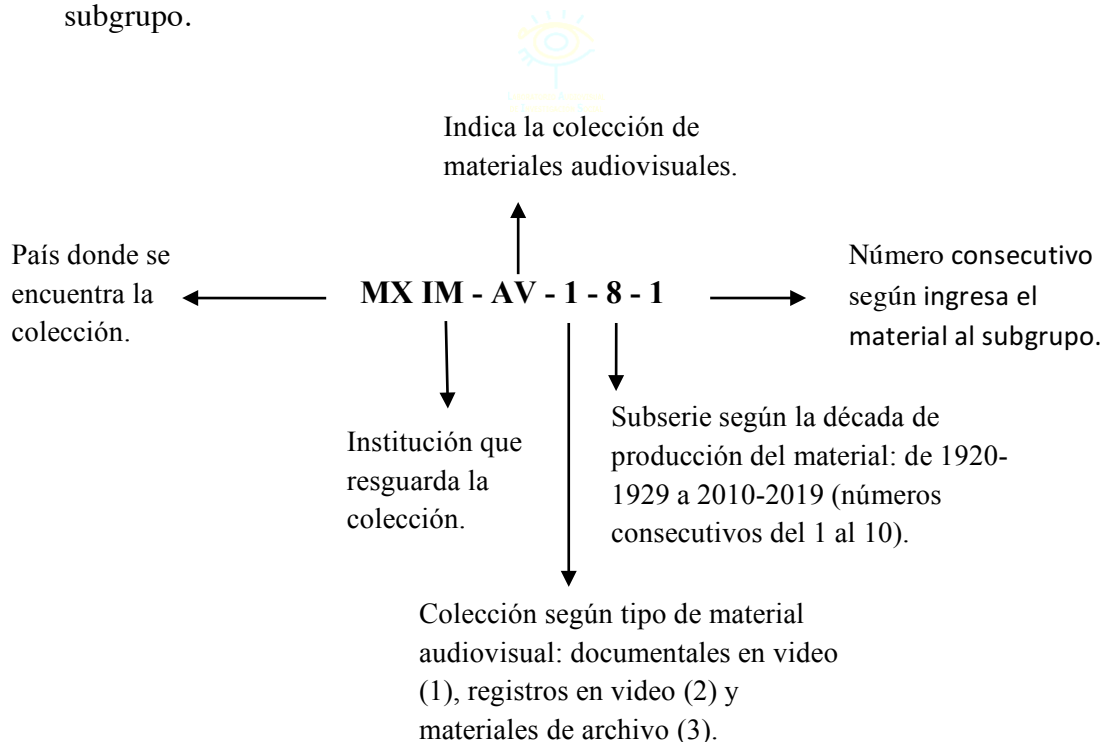 subgrupo.
Indica la colección de
materiales audiovisuales.
País donde se
encuentra la
colección.
MX IM - AV - 1 - 8 - 1
Número consecutivo
según ingresa el
material al subgrupo.
Institución que
resguarda la
colección.
Subserie según la década de
producción del material: de 1920-
1929 a 2010-2019 (números
consecutivos del 1 al 10).
Colección según tipo de material
audiovisual: documentales en video
(1), registros en video (2) y
materiales de archivo (3).